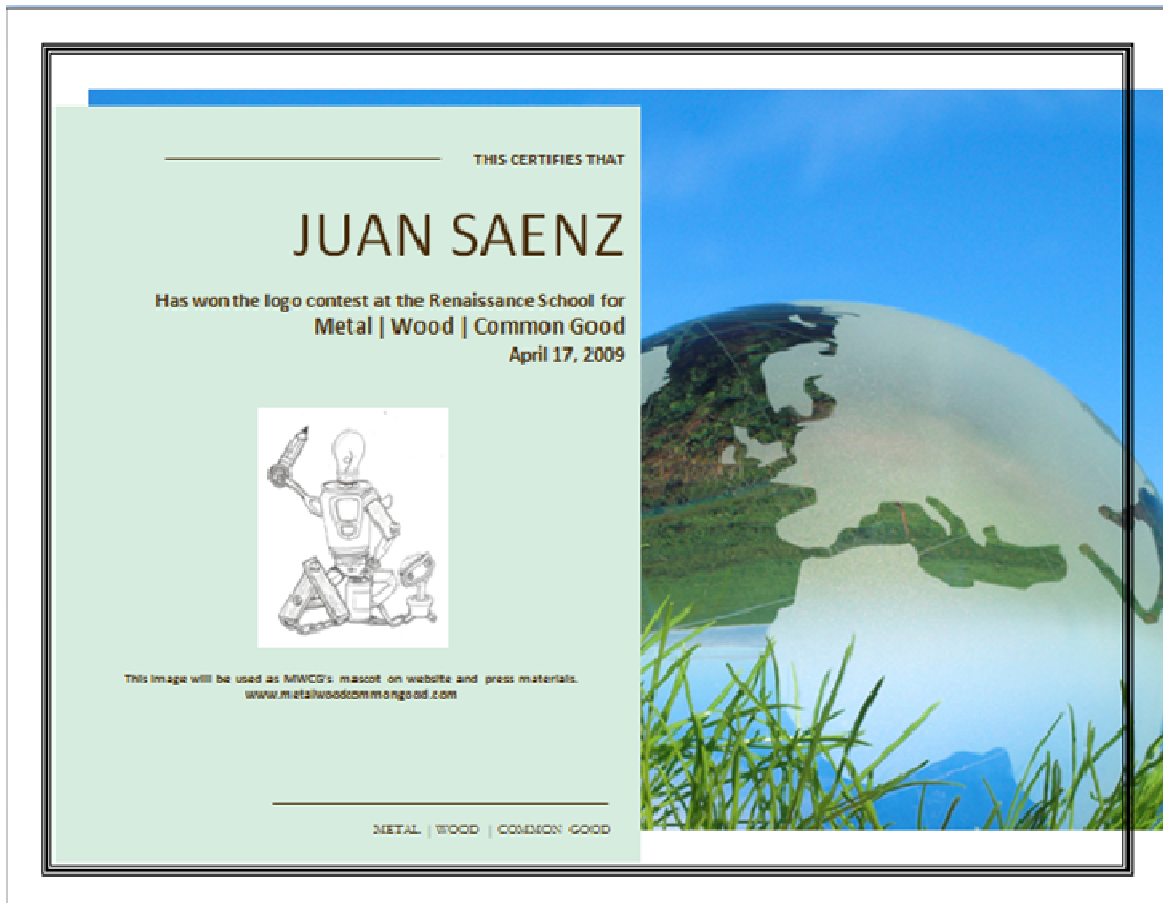 THIS CERTIFIES THAT
JUAN SAENZ
Has won the logo contest at the Renaissance School for
Metal | Wood | Common Good
April 17, 2009
This image will be used as MWCG's mascot on website and press materials.
www.metalwoodcommongood.com
METAL | WOOD | COMMON GOOD